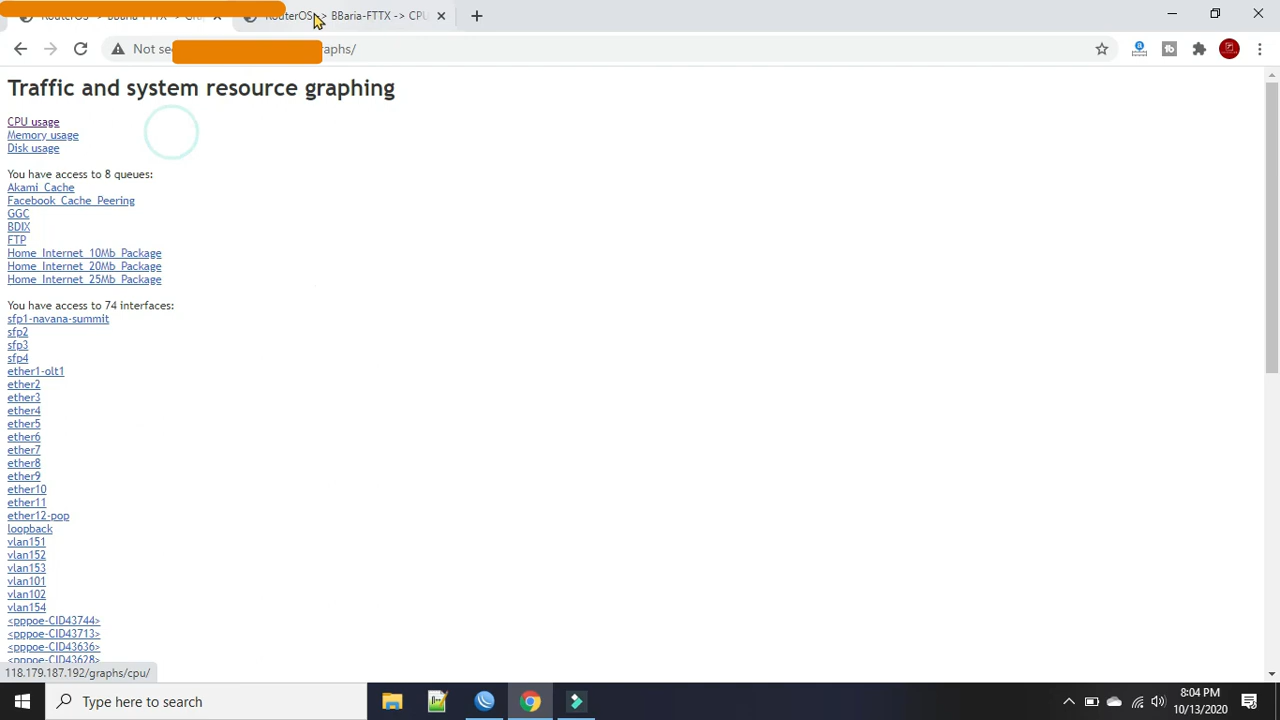 RouterOS -> BBaria-FTTX -> CPU
Not se
raphs/
Traffic and system resource graphing
CPU usage
Memory usage
Disk usage
You have access to 8 queues:
Akami_Cache
Facebook_Cache_Peering
GGC
BDIX
FTP
Home_Internet_10Mb_Package
Home_Internet_20Mb_Package
Home_Internet_25Mb_Package
You have access to 74 interfaces:
sfp1-navana-summit
sfp2
sfp3
sfp4
ether1-olt1
ether2
ether3
ether4
ether5
ether6
ether7
ether8
ether9
ether10
ether11
ether12-pop
loopback
vlan151
vlan152
vlan153
vlan101
vlan102
vlan154
<pppoe-CID43744>
<pppoe-CID43713>
<pppoe-CID43636>
<pppoe-CID43628>
118.179.187.192/graphs/cpu/
Type here to search
8:04 PM
10/13/2020